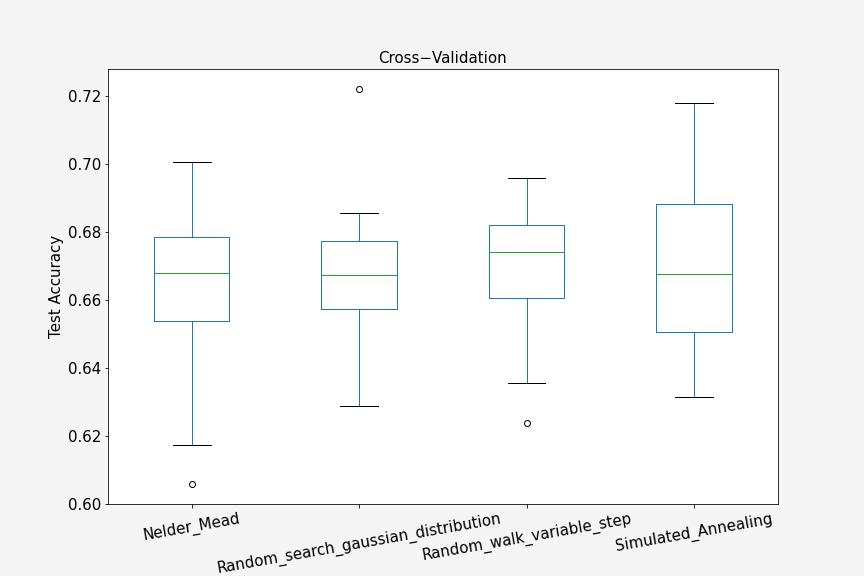 Cross−Validation
Test Accuracy
0.72
0.70
0.68
0.66
0.64
0.62
0.60
Nelder_Mead
Random_search_gaussian_distribution
Random_walk_variable_step
Simulated_Annealing